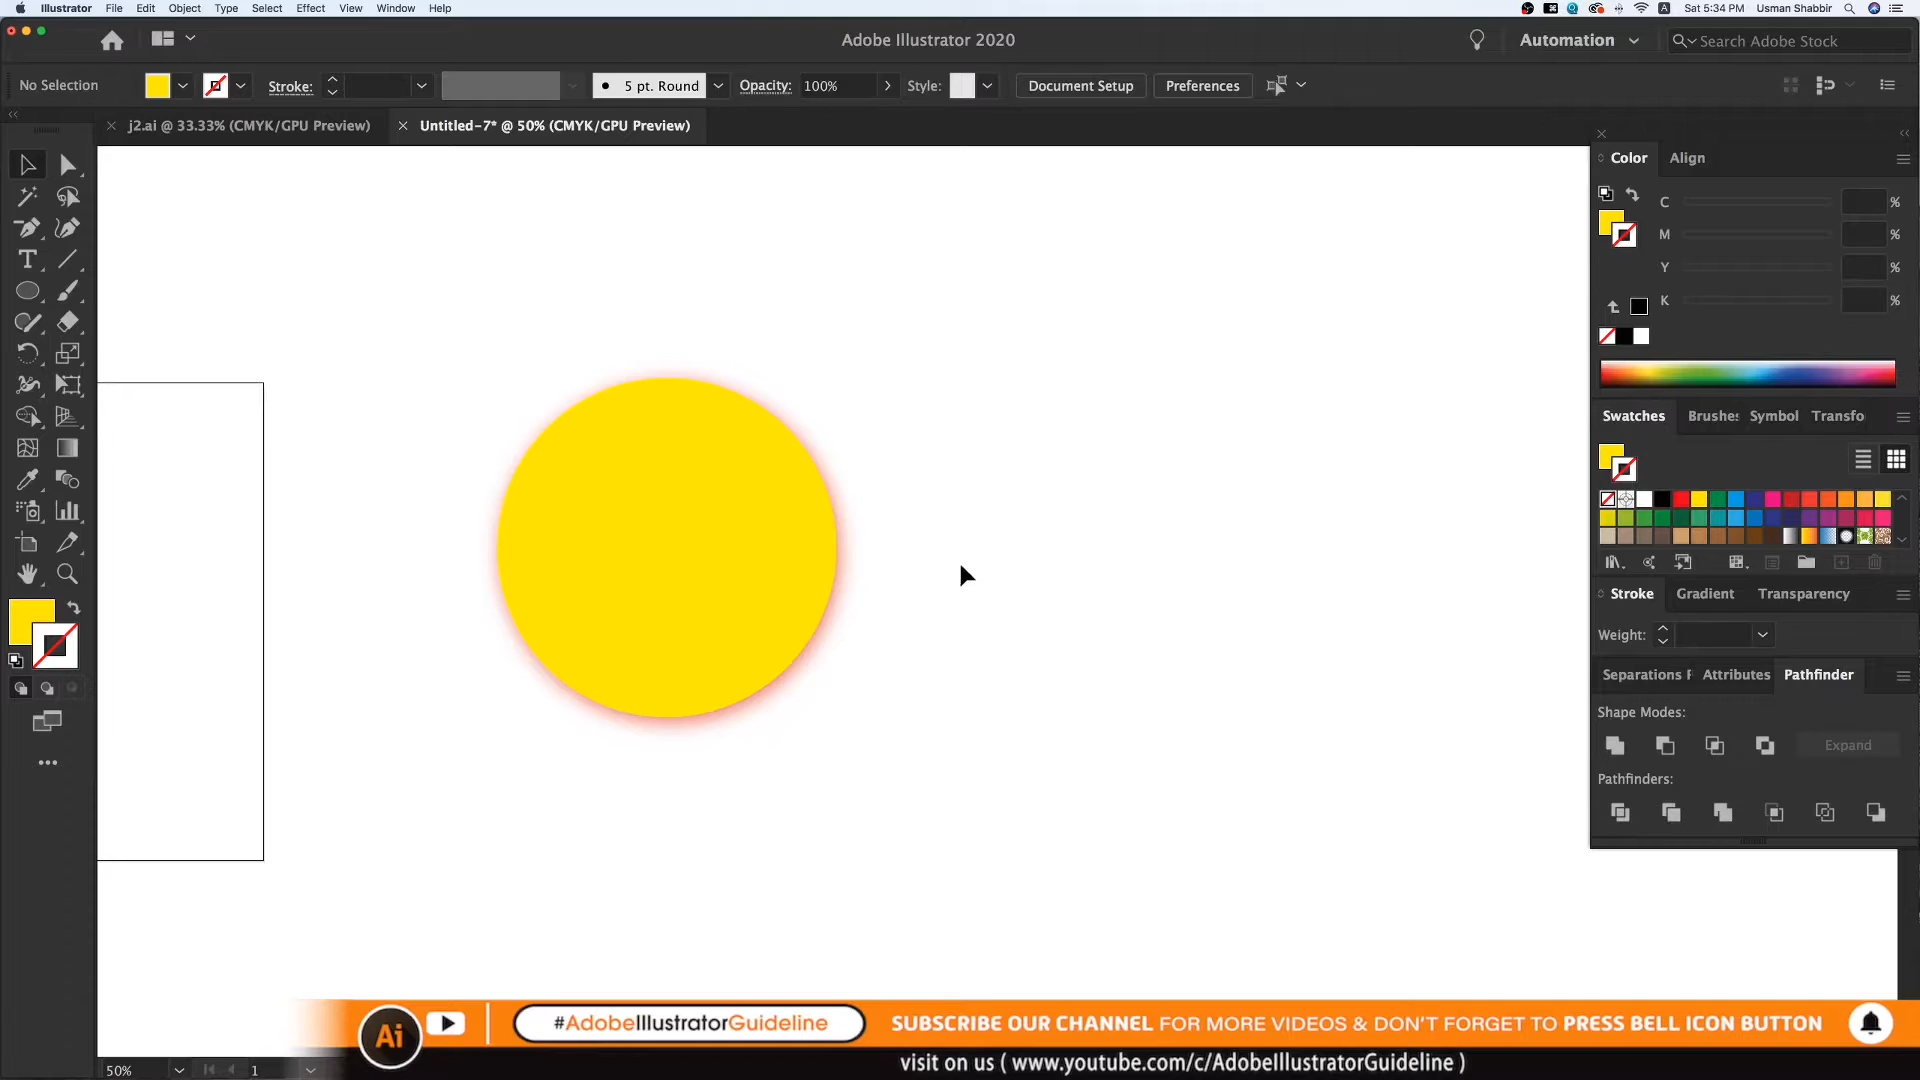 Illustrator File Edit Object Type Select Effect View Window Help
Sat 5:34 PM Usman Shabbir
Adobe Illustrator 2020
Automation
Search Adobe Stock
No Selection
Stroke:
5 pt. Round
Opacity: 100%
Style:
Document Setup
Preferences
j2.ai @ 33.33% (CMYK/GPU Preview)
Untitled-7* @ 50% (CMYK/GPU Preview)
Color Align
C %
M %
Y %
K %
Swatches Brushes Symbol Transfo
Stroke Gradient Transparency
Weight:
Separations P Attributes Pathfinder
Shape Modes:
Expand
Pathfinders:
Ai
#AdobeIllustratorGuideline
SUBSCRIBE OUR CHANNEL FOR MORE VIDEOS & DON'T FORGET TO PRESS BELL ICON BUTTON
visit on us ( www.youtube.com/c/AdobeIllustratorGuideline )
50%
1